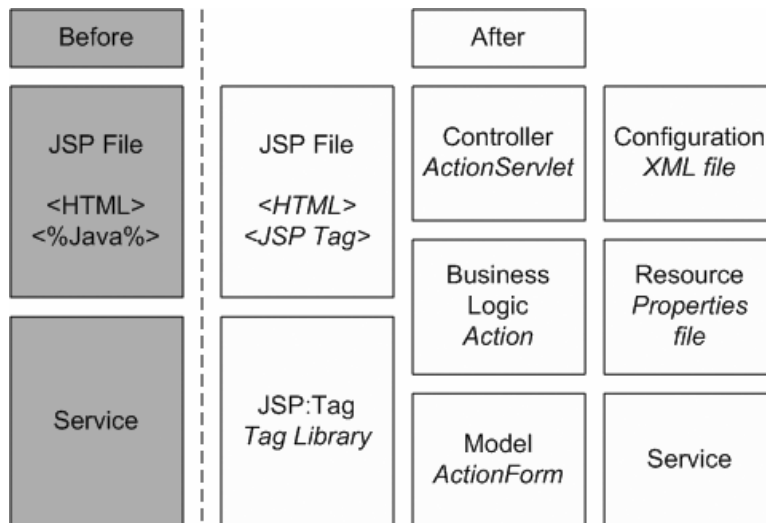 Before
After
JSP File
<HTML>
<%Java%>
Service
JSP File
<HTML>
<JSP Tag>
JSP:Tag
Tag Library
Controller
ActionServlet
Business
Logic
Action
Model
ActionForm
Configuration
XML file
Resource
Properties
file
Service